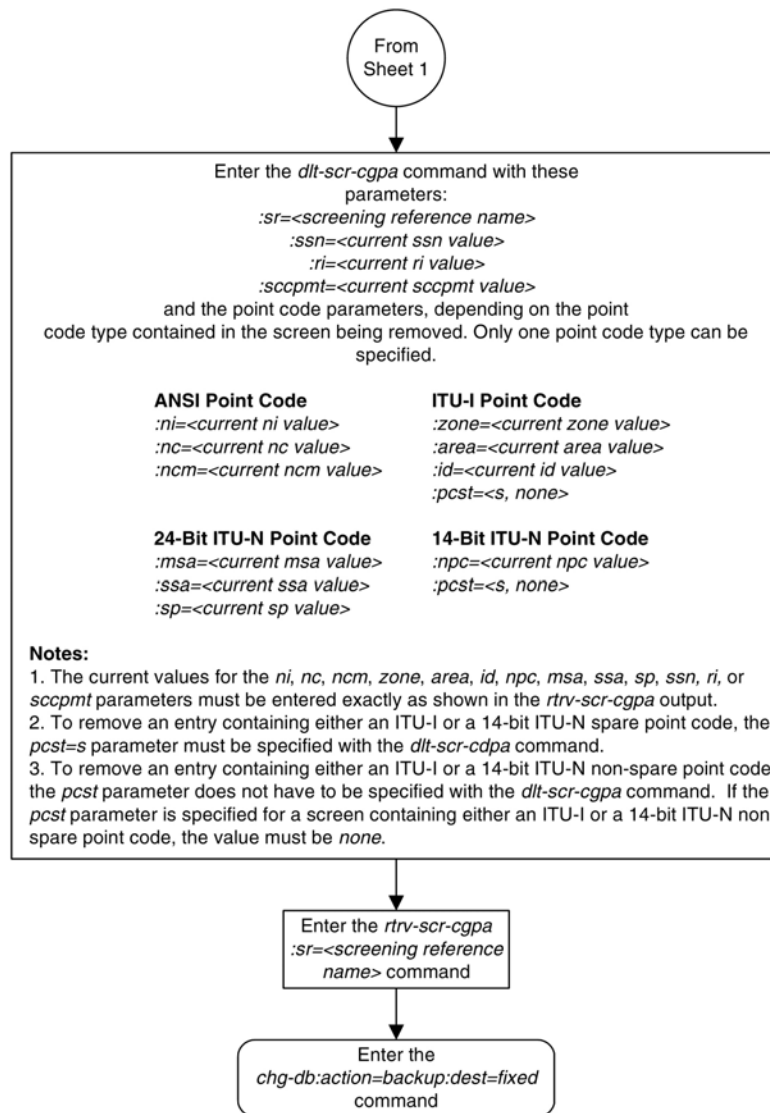 From
Sheet 1
Enter the dlt-scr-cgpa command with these
parameters:
:sr=<screening reference name>
:ssn=<current ssn value>
:ri=<current ri value>
:sccpmt=<current sccpmt value>
and the point code parameters, depending on the point
code type contained in the screen being removed. Only one point code type can be
specified.
ANSI Point Code
:ni=<current ni value>
:nc=<current nc value>
:ncm=<current ncm value>
ITU-I Point Code
:zone=<current zone value>
:area=<current area value>
:id=<current id value>
:pcst=<s, none>
24-Bit ITU-N Point Code
:msa=<current msa value>
:ssa=<current ssa value>
:sp=<current sp value>
14-Bit ITU-N Point Code
:npc=<current npc value>
:pcst=<s, none>
Notes:
1. The current values for the ni, nc, ncm, zone, area, id, npc, msa, ssa, sp, ssn, ri, or
sccpmt parameters must be entered exactly as shown in the rtrv-scr-cgpa output.
2. To remove an entry containing either an ITU-I or a 14-bit ITU-N spare point code, the
pcst=s parameter must be specified with the dlt-scr-cdpa command.
3. To remove an entry containing either an ITU-I or a 14-bit ITU-N non-spare point code
the pcst parameter does not have to be specified with the dlt-scr-cgpa command. If the
pcst parameter is specified for a screen containing either an ITU-I or a 14-bit ITU-N non
spare point code, the value must be none.
Enter the rtrv-scr-cgpa
:sr=<screening reference
name> command
Enter the
chg-db:action=backup:dest=fixed
command